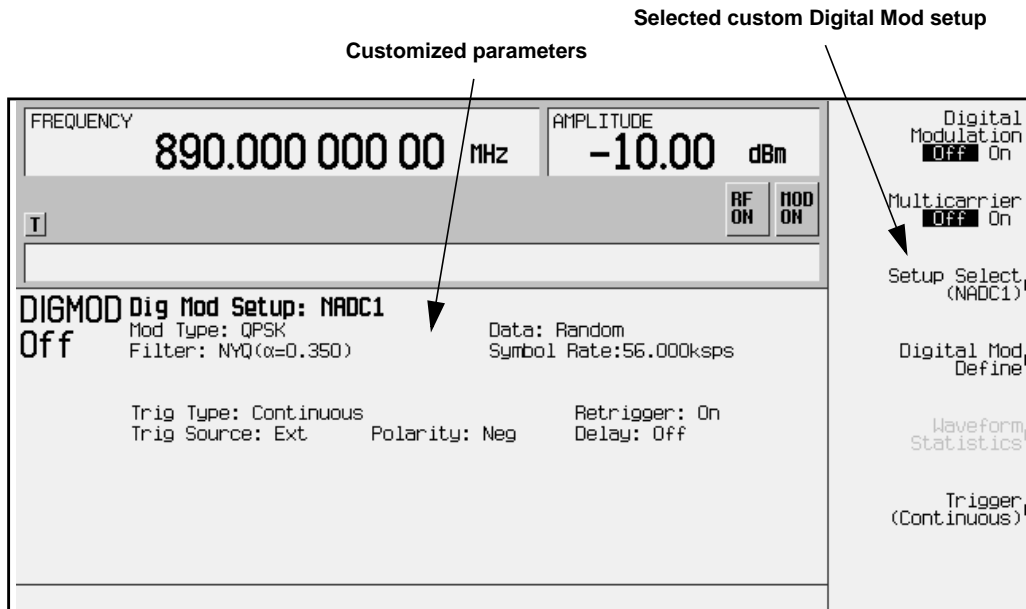 Selected custom Digital Mod setup
Customized parameters
FREQUENCY
890.000 000 00 MHz
AMPLITUDE
-10.00 dBm
RF ON
MOD ON
T
DIGMOD
Off
Dig Mod Setup: NADC1
Mod Type: QPSK
Data: Random
Filter: NYQ(α=0.350)
Symbol Rate:56.000ksps
Trig Type: Continuous
Retrigger: On
Trig Source: Ext
Polarity: Neg
Delay: Off
Digital
Modulation
Off On
Multicarrier
Off On
Setup Select
(NADC1)
Digital Mod
Define
Waveform
Statistics
Trigger
(Continuous)